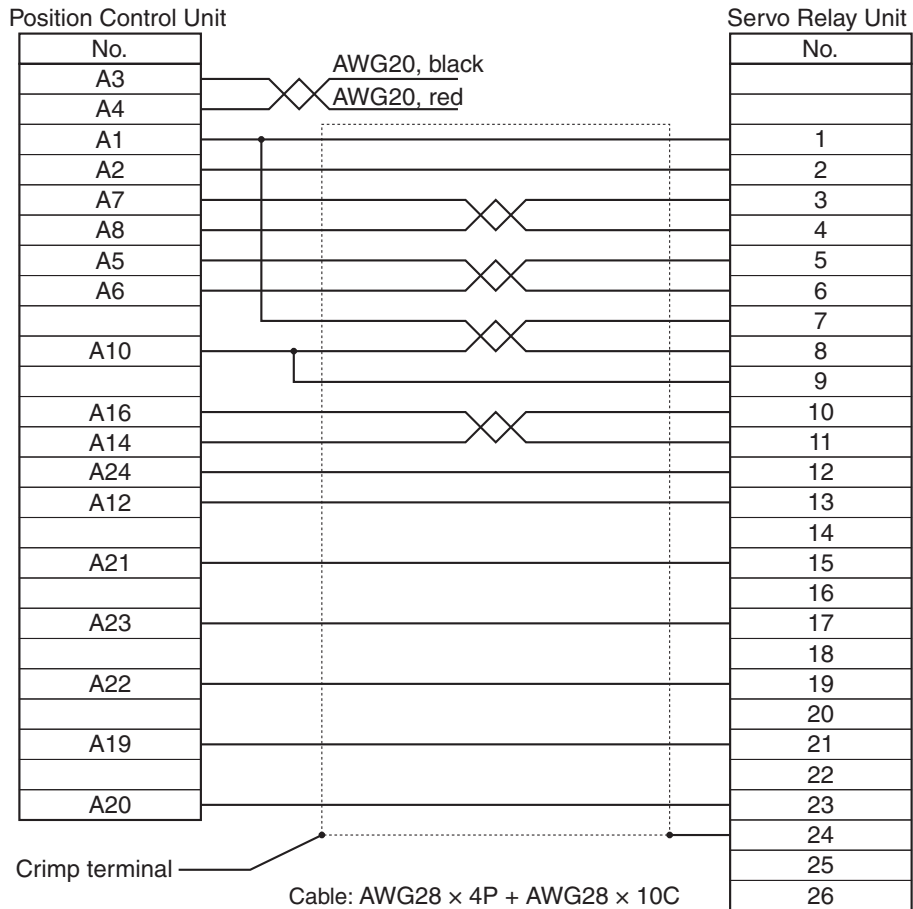 Position Control Unit Servo Relay Unit
No. No.
A3 AWG20, black
A4 AWG20, red
A1 1
A2 2
A7 3
A8 4
A5 5
A6 6
7
A10 8
9
A16 10
A14 11
A24 12
A12 13
14
A21 15
16
A23 17
18
A22 19
20
A19 21
22
A20 23
24
Crimp terminal 25
Cable: AWG28 × 4P + AWG28 × 10C 26